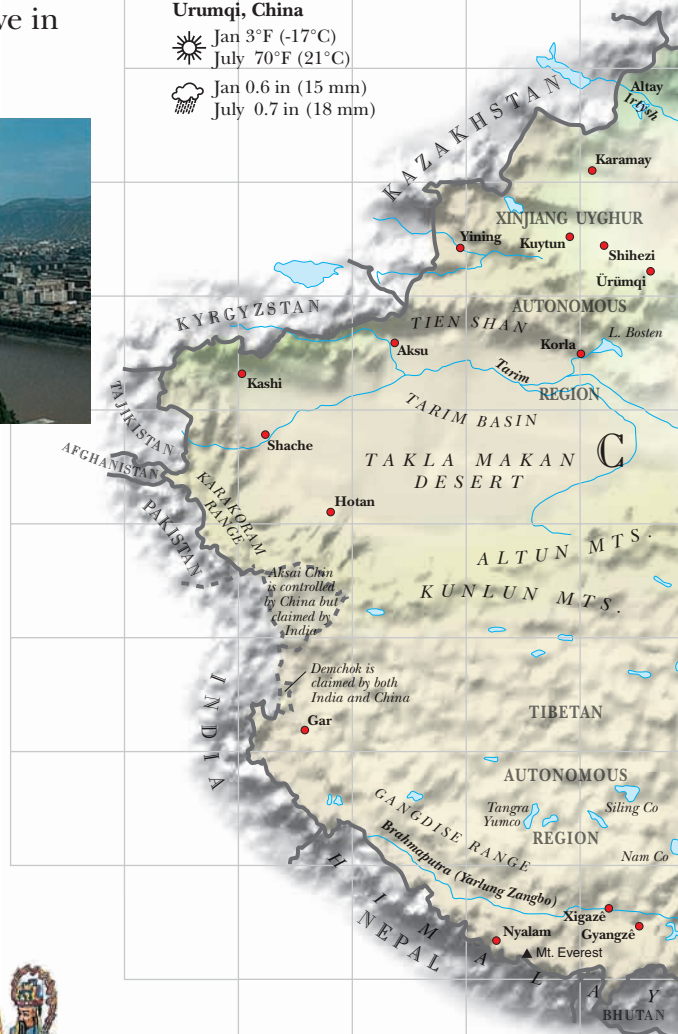 ve in
Urumqi, China
Jan 3°F (-17°C)
July 70°F (21°C)
Jan 0.6 in (15 mm)
July 0.7 in (18 mm)
KAZAKHSTAN
Altay
Irtysh
Karamay
XINJIANG UYGHUR
Yining
Kuytun
Shihezi
Ürümqi
AUTONOMOUS
KYRGYZSTAN
TIEN SHAN
L. Bosten
Korla
Aksu
Tarim
Kashi
REGION
TAJIKISTAN
TARIM BASIN
C
Shache
AFGHANISTAN
TAKLA MAKAN
DESERT
KARAKORAM
RANGE
Hotan
PAKISTAN
ALTUN MTS.
KUNLUN MTS.
Aksai Chin
is controlled
by China but
claimed by
India
Demchok is
claimed by both
India and China
INDIA
TIBETAN
Gar
AUTONOMOUS
GANGDISE RANGE
Tangra
Yumco
Siling Co
REGION
Brahmaputra (Yarlung Zangbo)
Nam Co
HIMALAY
NEPAL
Xigazê
Gyangzê
Nyalam
Mt. Everest
BHUTAN